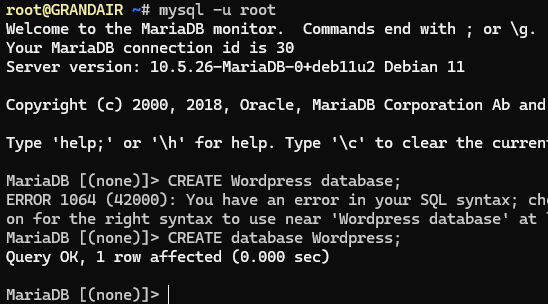 root@GRANDAIR ~# mysql -u root
Welcome to the MariaDB monitor.  Commands end with ; or \g.
Your MariaDB connection id is 30
Server version: 10.5.26-MariaDB-0+deb11u2 Debian 11
Copyright (c) 2000, 2018, Oracle, MariaDB Corporation Ab and
Type 'help;' or '\h' for help. Type '\c' to clear the current
MariaDB [(none)]> CREATE Wordpress database;
ERROR 1064 (42000): You have an error in your SQL syntax;
on for the right syntax to use near 'Wordpress database' at
MariaDB [(none)]> CREATE database Wordpress;
Query OK, 1 row affected (0.000 sec)
MariaDB [(none)]>